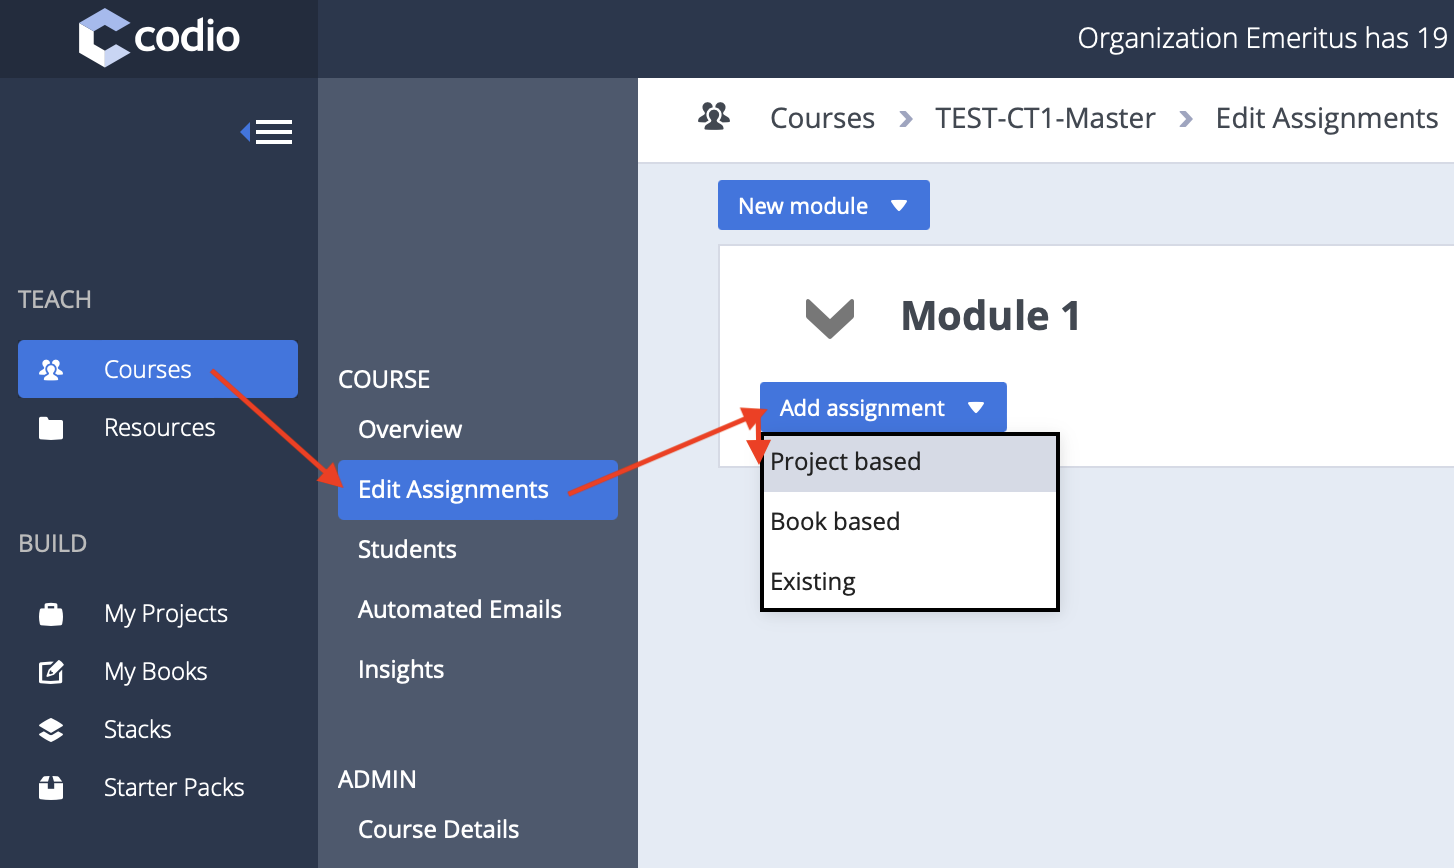 codio
Organization Emeritus has 19
Courses
TEST-CT1-Master
Edit Assignments
New module
Module 1
Add assignment
Project based
Book based
Existing
TEACH
Courses
Resources
BUILD
My Projects
My Books
Stacks
Starter Packs
COURSE
Overview
Edit Assignments
Students
Automated Emails
Insights
ADMIN
Course Details